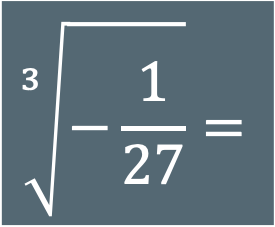 ∛(-1/27) =